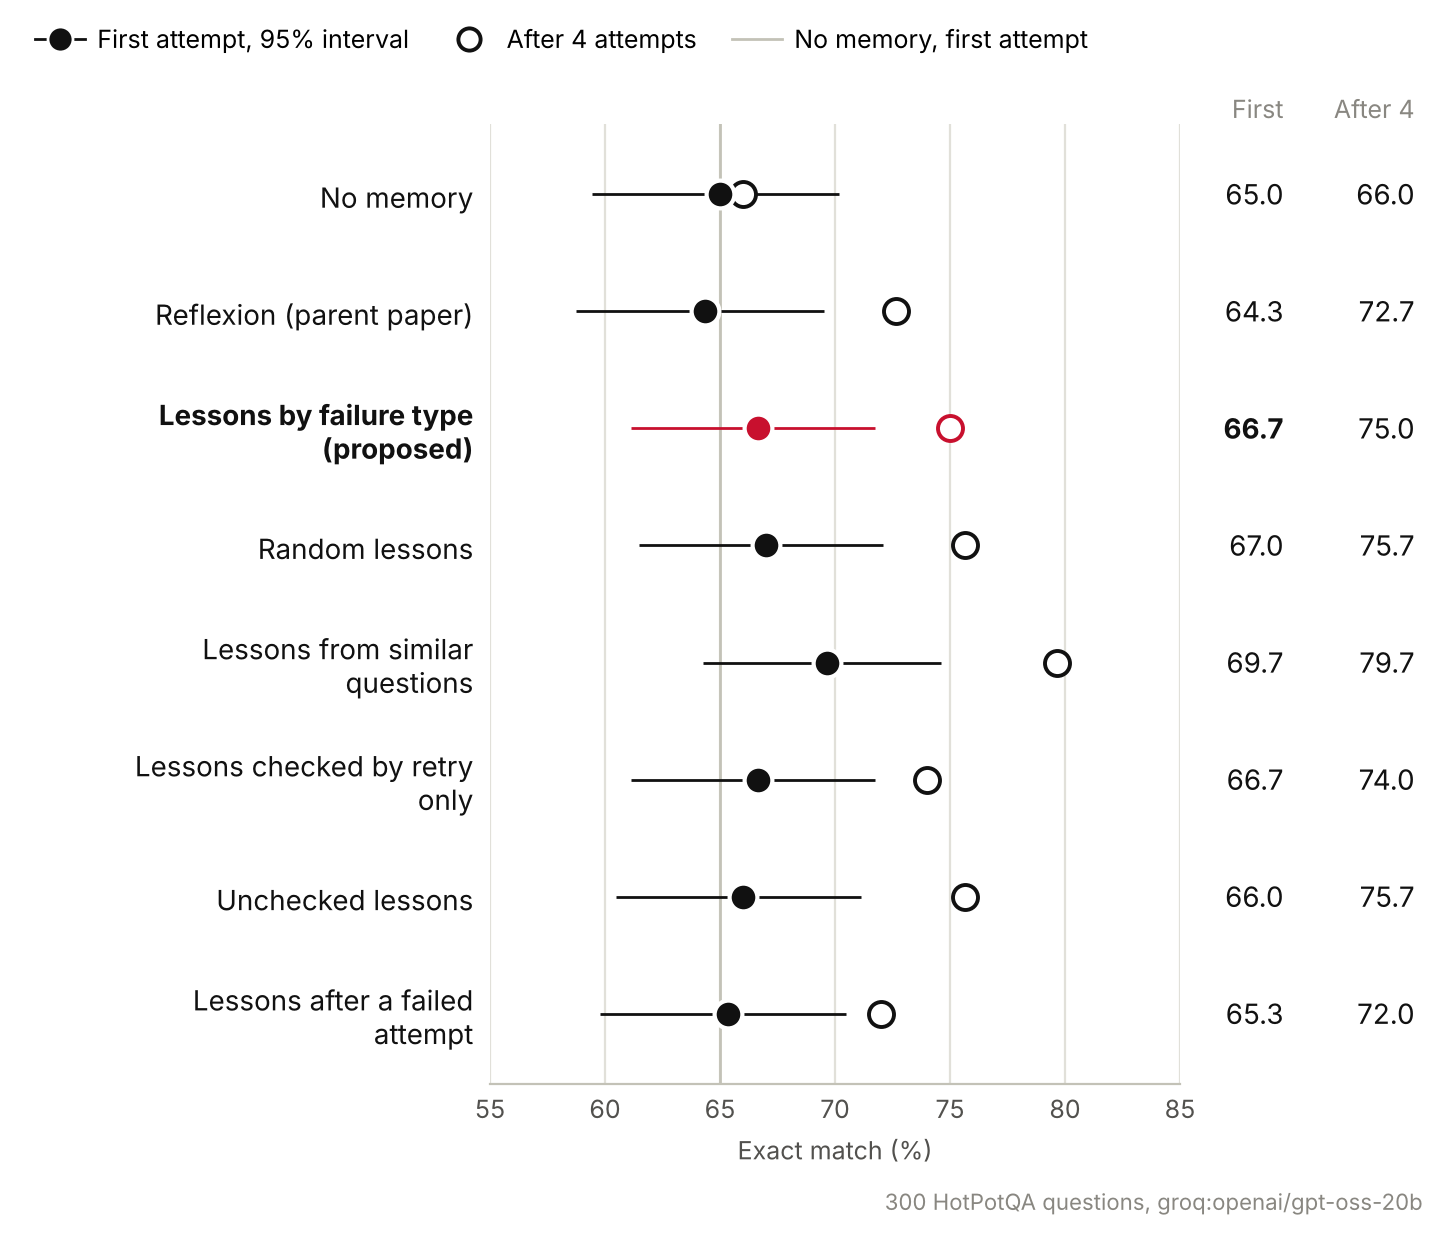 First attempt, 95% interval After 4 attempts No memory, first attempt
First After 4
No memory 65.0 66.0
Reflexion (parent paper) 64.3 72.7
Lessons by failure type
(proposed) 66.7 75.0
Random lessons 67.0 75.7
Lessons from similar
questions 69.7 79.7
Lessons checked by retry
only 66.7 74.0
Unchecked lessons 66.0 75.7
Lessons after a failed
attempt 65.3 72.0
55 60 65 70 75 80 85
Exact match (%)
300 HotPotQA questions, groq:openai/gpt-oss-20b